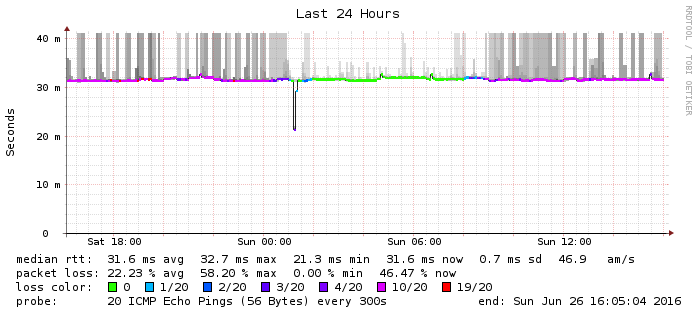 Last 24 Hours
RRDTOOL / TOBI OETIKER
Seconds
40 m
30 m
20 m
10 m
0
Sat 18:00 Sun 00:00 Sun 06:00 Sun 12:00
median rtt: 31.6 ms avg 32.7 ms max 21.3 ms min 31.6 ms now 0.7 ms sd 46.9 am/s
packet loss: 22.23 % avg 58.20 % max 0.00 % min 46.47 % now
loss color: 0 1/20 2/20 3/20 4/20 10/20 19/20
probe: 20 ICMP Echo Pings (56 Bytes) every 300s end: Sun Jun 26 16:05:04 2016